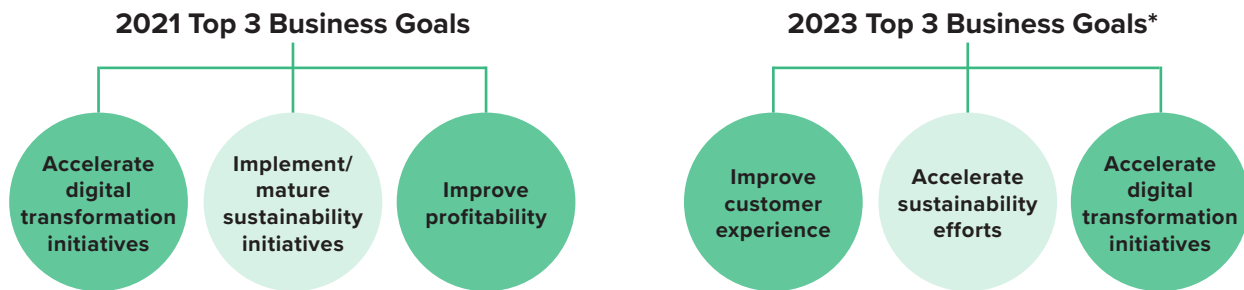 2021 Top 3 Business Goals
Accelerate
digital
transformation
initiatives
Implement/
mature
sustainability
initiatives
Improve
profitability
2023 Top 3 Business Goals*
Improve
customer
experience
Accelerate
sustainability
efforts
Accelerate
digital
transformation
initiatives